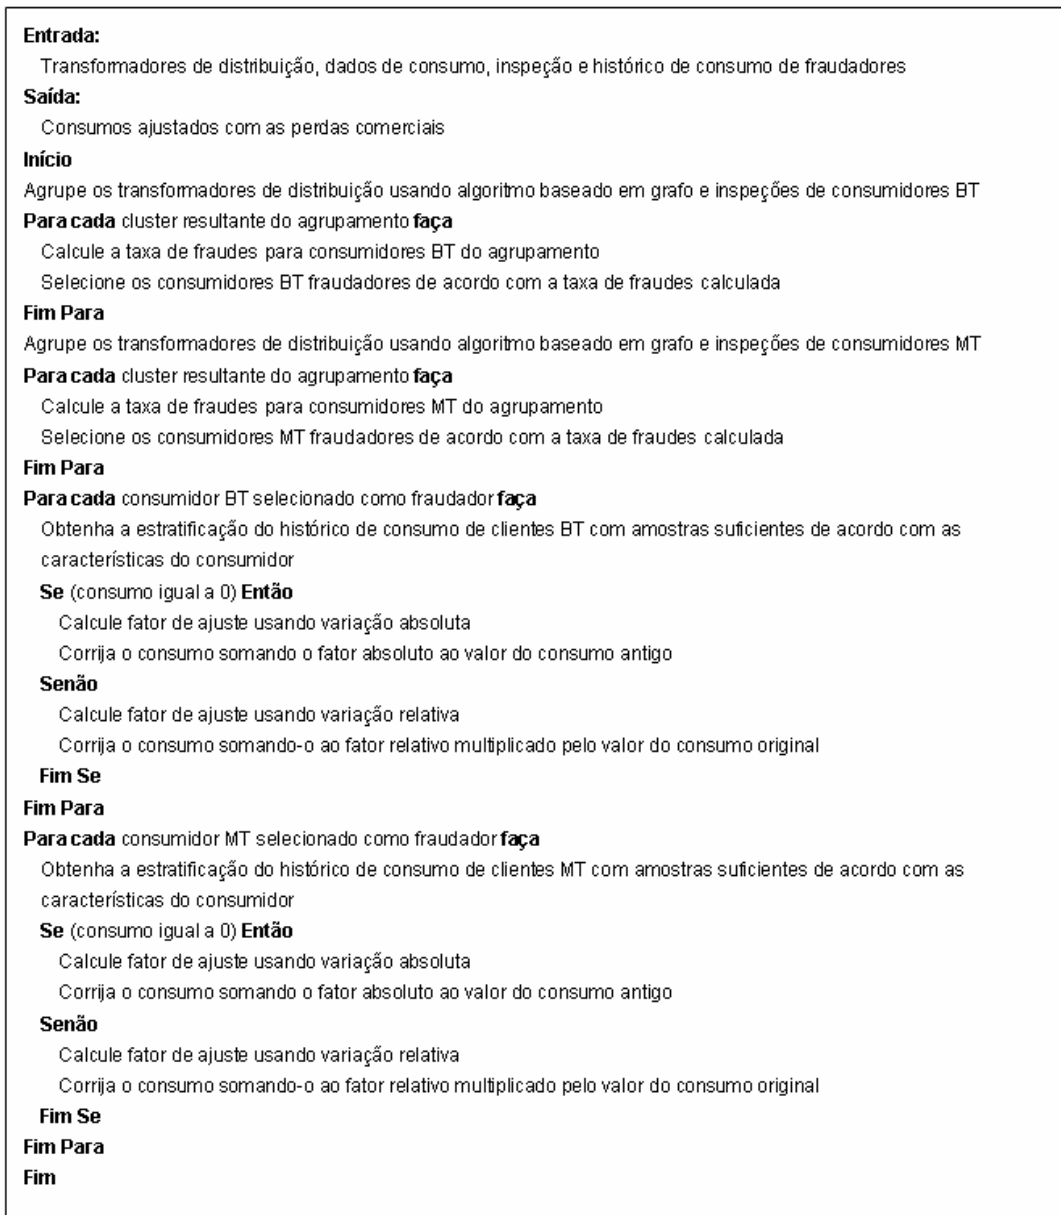 Entrada:
Transformadores de distribuição, dados de consumo, inspeção e histórico de consumo de fraudadores
Saída:
Consumos ajustados com as perdas comerciais
Início
Agrupe os transformadores de distribuição usando algoritmo baseado em grafo e inspeções de consumidores BT
Para cada cluster resultante do agrupamento faça
Calcule a taxa de fraudes para consumidores BT do agrupamento
Selecione os consumidores BT fraudadores de acordo com a taxa de fraudes calculada
Fim Para
Agrupe os transformadores de distribuição usando algoritmo baseado em grafo e inspeções de consumidores MT
Para cada cluster resultante do agrupamento faça
Calcule a taxa de fraudes para consumidores MT do agrupamento
Selecione os consumidores MT fraudadores de acordo com a taxa de fraudes calculada
Fim Para
Para cada consumidor BT selecionado como fraudador faça
Obtenha a estratificação do histórico de consumo de clientes BT com amostras suficientes de acordo com as
características do consumidor
Se (consumo igual a 0) Então
Calcule fator de ajuste usando variação absoluta
Corrija o consumo somando o fator absoluto ao valor do consumo antigo
Senão
Calcule fator de ajuste usando variação relativa
Corrija o consumo somando-o ao fator relativo multiplicado pelo valor do consumo original
Fim Se
Fim Para
Para cada consumidor MT selecionado como fraudador faça
Obtenha a estratificação do histórico de consumo de clientes MT com amostras suficientes de acordo com as
características do consumidor
Se (consumo igual a 0) Então
Calcule fator de ajuste usando variação absoluta
Corrija o consumo somando o fator absoluto ao valor do consumo antigo
Senão
Calcule fator de ajuste usando variação relativa
Corrija o consumo somando-o ao fator relativo multiplicado pelo valor do consumo original
Fim Se
Fim Para
Fim